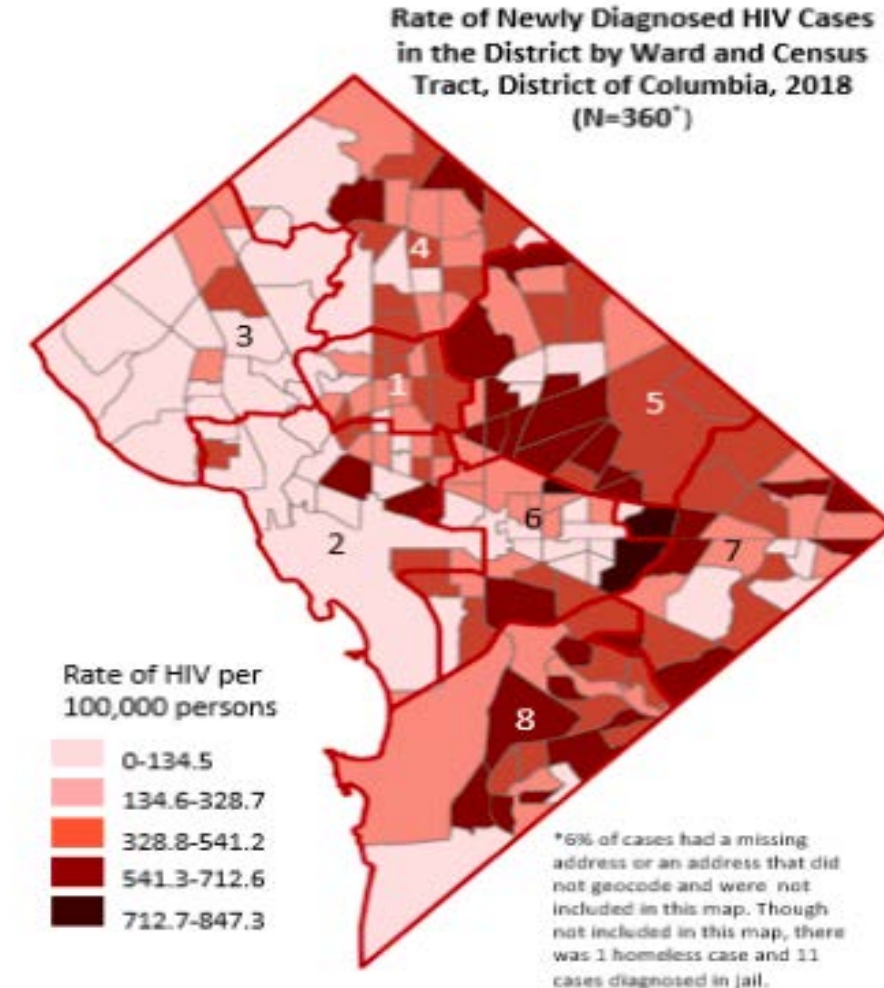 Rate of Newly Diagnosed HIV Cases
in the District by Ward and Census
Tract, District of Columbia, 2018
(N=360*)
4
3
1
5
6
2
7
8
Rate of HIV per
100,000 persons
0-134.5
134.6-328.7
328.8-541.2
541.3-712.6
712.7-847.3
*6% of cases had a missing
address or an address that did
not geocode and were not
included in this map. Though
not included in this map, there
was 1 homeless case and 11
cases diagnosed in jail.